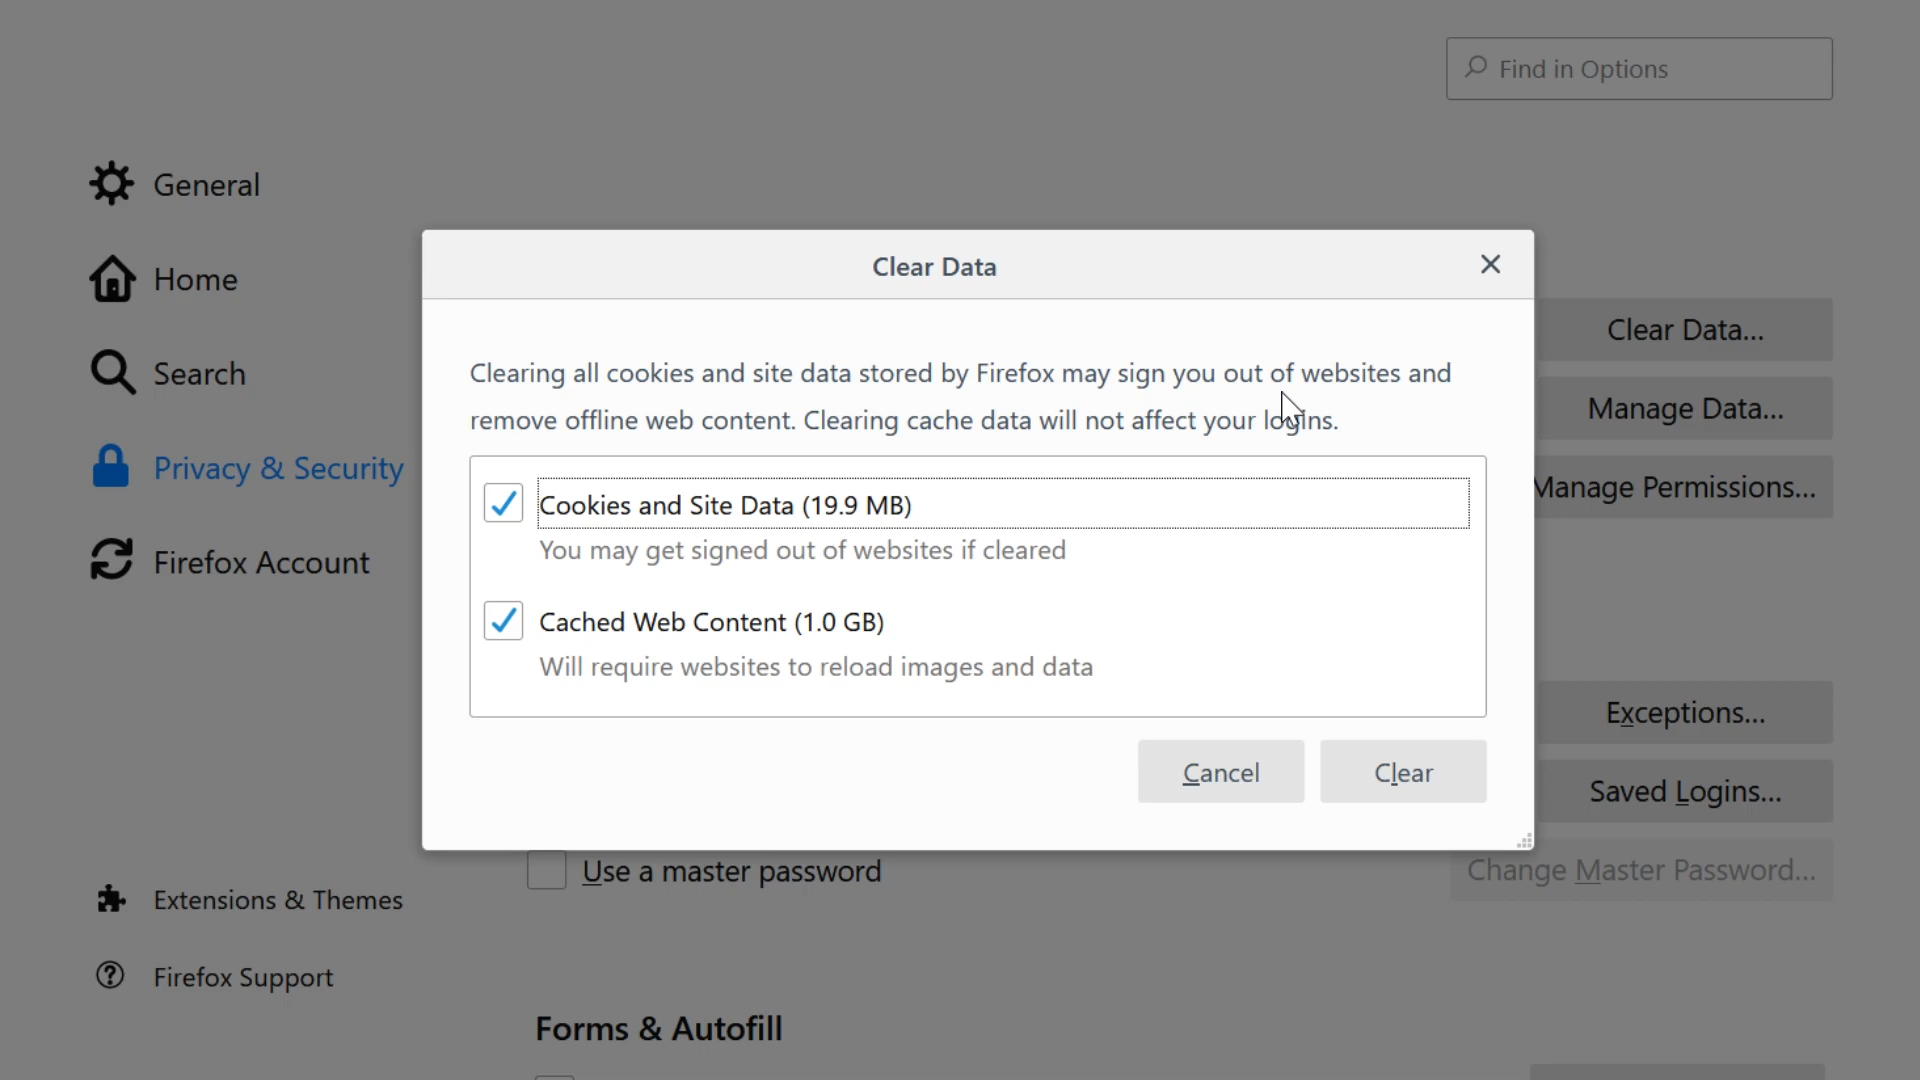 Find in Options
General
Home
Search
Privacy & Security
Firefox Account
Extensions & Themes
Firefox Support
Clear Data
Clearing all cookies and site data stored by Firefox may sign you out of websites and
remove offline web content. Clearing cache data will not affect your logins.
Cookies and Site Data (19.9 MB)
You may get signed out of websites if cleared
Cached Web Content (1.0 GB)
Will require websites to reload images and data
Cancel
Clear
Clear Data...
Manage Data...
Manage Permissions...
Exceptions...
Saved Logins...
Use a master password
Change Master Password...
Forms & Autofill